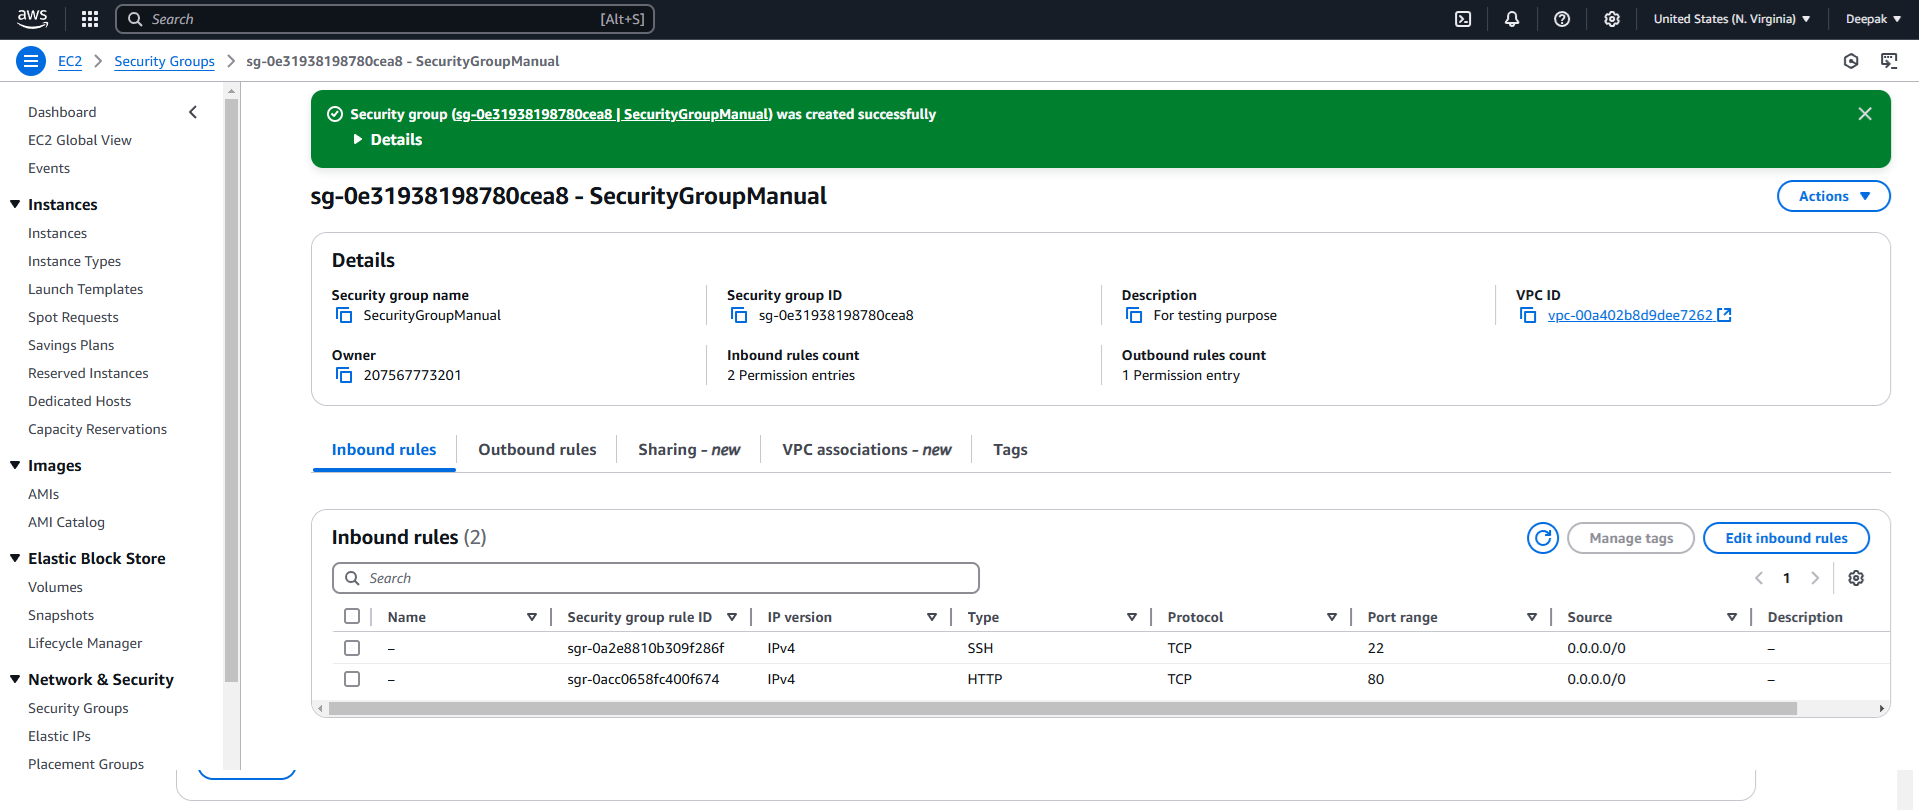 aws
Search [Alt+S]
United States (N. Virginia)
Deepak
EC2
Security Groups
sg-0e31938198780cea8 - SecurityGroupManual
Dashboard
EC2 Global View
Events
Instances
Instances
Instance Types
Launch Templates
Spot Requests
Savings Plans
Reserved Instances
Dedicated Hosts
Capacity Reservations
Images
AMIs
AMI Catalog
Elastic Block Store
Volumes
Snapshots
Lifecycle Manager
Network & Security
Security Groups
Elastic IPs
Placement Groups
Security group (sg-0e31938198780cea8 | SecurityGroupManual) was created successfully
Details
sg-0e31938198780cea8 - SecurityGroupManual
Actions
Details
Security group name
SecurityGroupManual
Security group ID
sg-0e31938198780cea8
Description
For testing purpose
VPC ID
vpc-00a402b8d9dee7262
Owner
207567773201
Inbound rules count
2 Permission entries
Outbound rules count
1 Permission entry
Inbound rules
Outbound rules
Sharing - new
VPC associations - new
Tags
Inbound rules (2)
Manage tags
Edit inbound rules
Search
1
Name Security group rule ID IP version Type Protocol Port range Source Description
– sgr-0a2e8810b309f286f IPv4 SSH TCP 22 0.0.0.0/0 –
– sgr-0acc0658fc400f674 IPv4 HTTP TCP 80 0.0.0.0/0 –